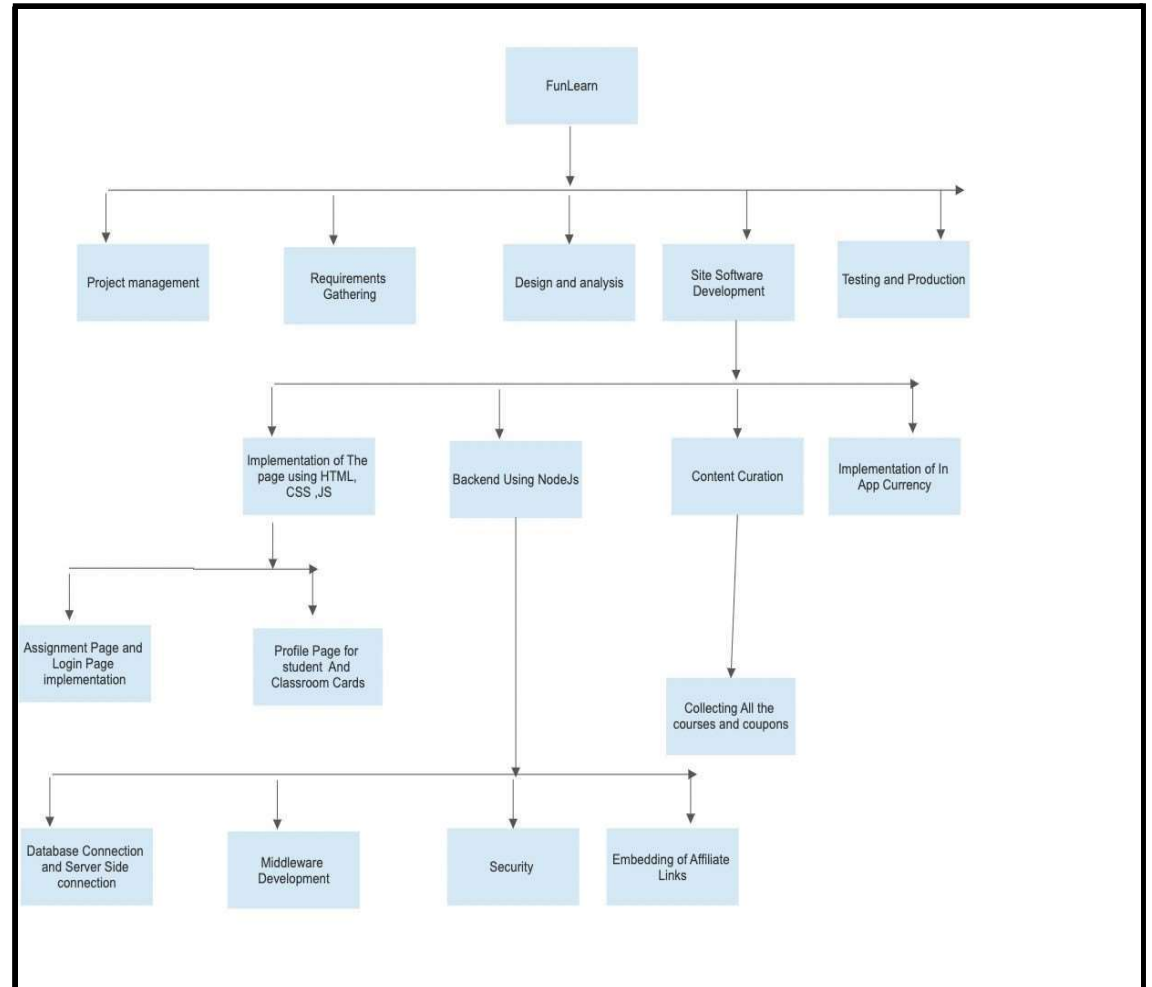 FunLearn
Project management
Requirements
Gathering
Design and analysis
Site Software
Development
Testing and Production
Implementation of The
page using HTML,
CSS ,JS
Backend Using NodeJs
Content Curation
Implementation of In
App Currency
Assignment Page and
Login Page
implementation
Profile Page for
student And
Classroom Cards
Collecting All the
courses and coupons
Database Connection
and Server Side
connection
Middleware
Development
Security
Embedding of Affiliate
Links